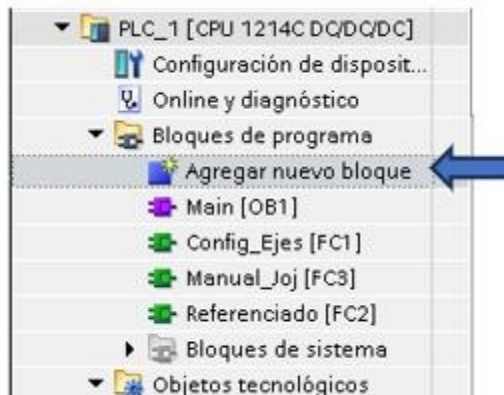 PLC_1 [CPU 1214C DC/DC/DC]
Configuración de disposit...
Online y diagnóstico
Bloques de programa
Agregar nuevo bloque
Main [OB1]
Config_Ejes [FC1]
Manual_Joj [FC3]
Referenciado [FC2]
Bloques de sistema
Objetos tecnológicos